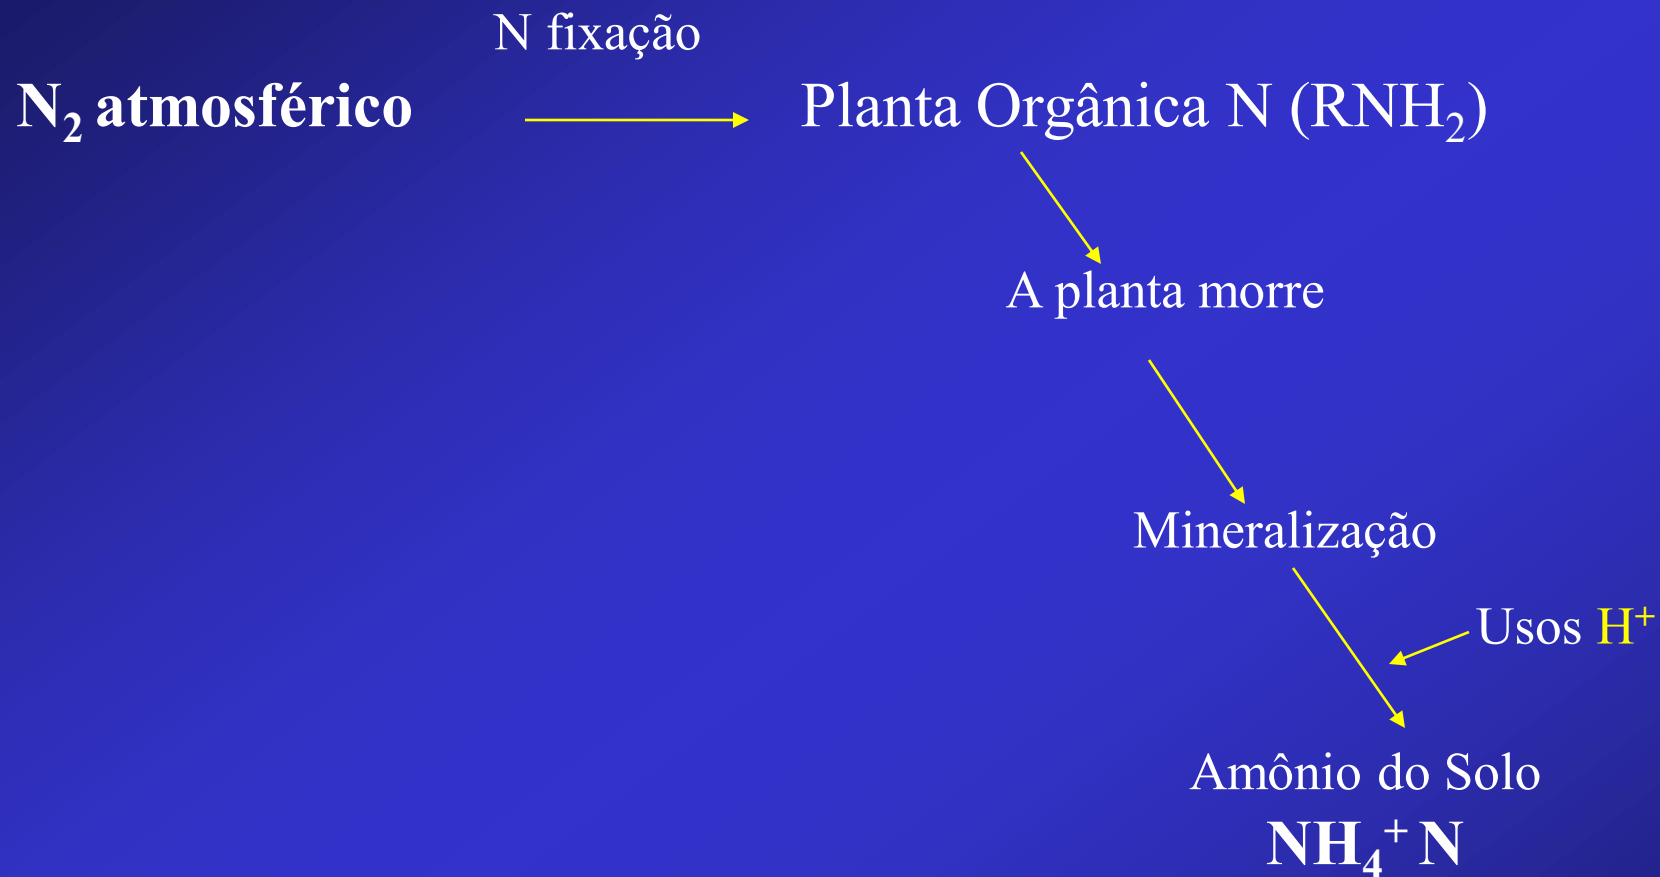 N fixação
N₂ atmosférico
Planta Orgânica N (RNH₂)
A planta morre
Mineralização
Usos H⁺
Amônio do Solo
NH₄⁺ N